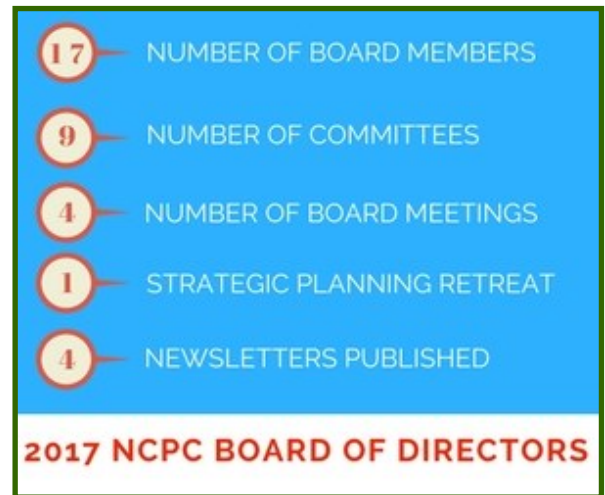 17 NUMBER OF BOARD MEMBERS
9 NUMBER OF COMMITTEES
4 NUMBER OF BOARD MEETINGS
1 STRATEGIC PLANNING RETREAT
4 NEWSLETTERS PUBLISHED
2017 NCPC BOARD OF DIRECTORS